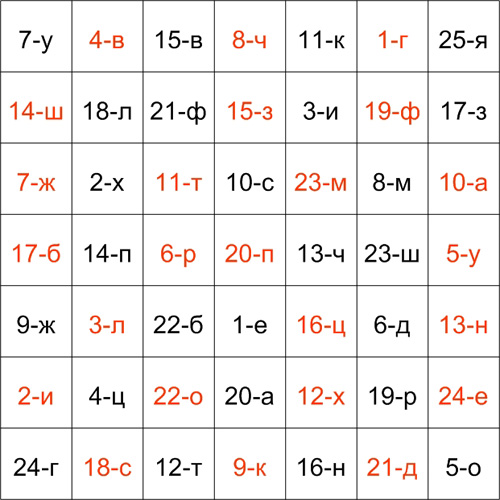 7-у 4-в 15-в 8-ч 11-к 1-г 25-я
14-ш 18-л 21-ф 15-з 3-и 19-ф 17-з
7-ж 2-х 11-т 10-с 23-м 8-м 10-а
17-б 14-п 6-р 20-п 13-ч 23-ш 5-у
9-ж 3-л 22-б 1-е 16-ц 6-д 13-н
2-и 4-ц 22-о 20-а 12-х 19-р 24-е
24-г 18-с 12-т 9-к 16-н 21-д 5-о